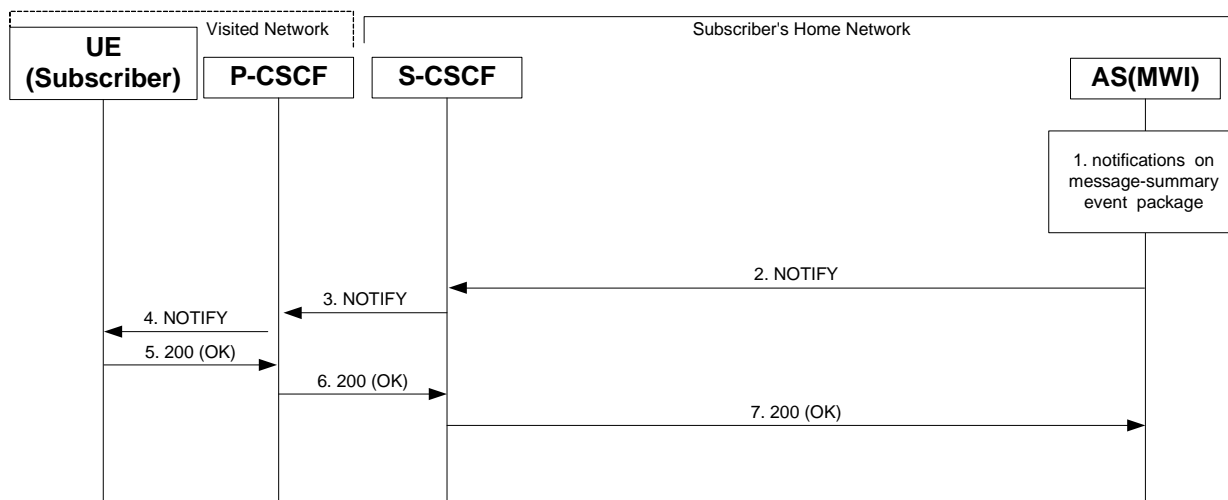 Visited Network
Subscriber's Home Network
UE
(Subscriber)
P-CSCF
S-CSCF
AS(MWI)
1. notifications on
message-summary
event package
2. NOTIFY
3. NOTIFY
4. NOTIFY
5. 200 (OK)
6. 200 (OK)
7. 200 (OK)